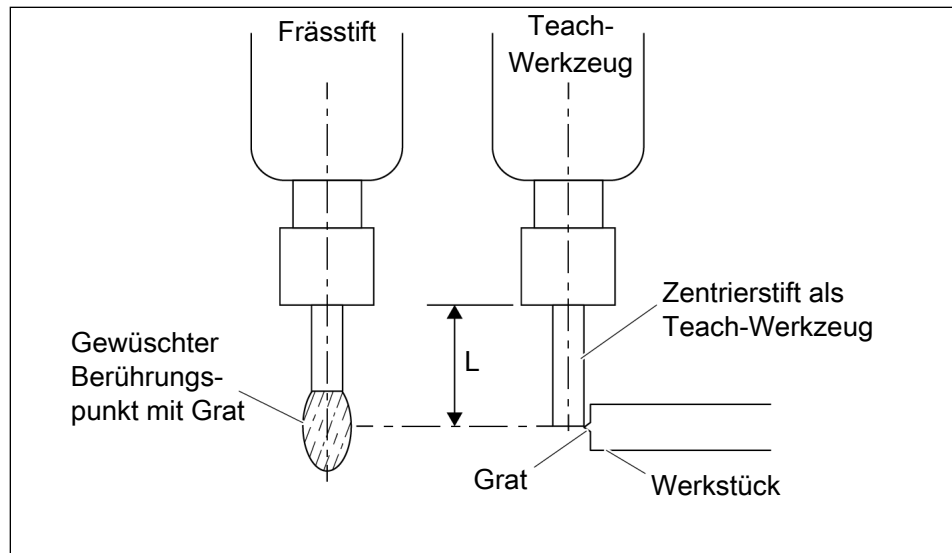 Frässtift
Teach-
Werkzeug
Zentrierstift als
Teach-Werkzeug
Gewüschter
Berührungs-
punkt mit Grat
L
Grat
Werkstück